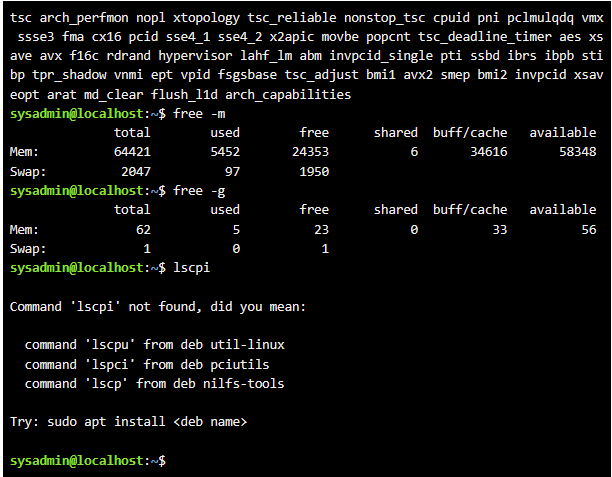 tsc arch_perfmon nopl xtopology tsc_reliable nonstop_tsc cpuid pni pclmulqdq vmx
 ssse3 fma cx16 pcid sse4_1 sse4_2 x2apic movbe popcnt tsc_deadline_timer aes xs
ave avx f16c rdrand hypervisor lahf_lm abm invpcid_single pti ssbd ibrs ibpb sti
bp tpr_shadow vnmi ept vpid fsgsbase tsc_adjust bmi1 avx2 smep bmi2 invpcid xsav
eopt arat md_clear flush_l1d arch_capabilities
sysadmin@localhost:~$ free -m
              total        used        free      shared  buff/cache   available
Mem:          64421        5452       24353           6       34616       58348
Swap:          2047          97        1950
sysadmin@localhost:~$ free -g
              total        used        free      shared  buff/cache   available
Mem:             62           5          23           0          33          56
Swap:             1           0           1
sysadmin@localhost:~$ lscpi
Command 'lscpi' not found, did you mean:
  command 'lscpu' from deb util-linux
  command 'lspci' from deb pciutils
  command 'lscp' from deb nilfs-tools
Try: sudo apt install <deb name>
sysadmin@localhost:~$